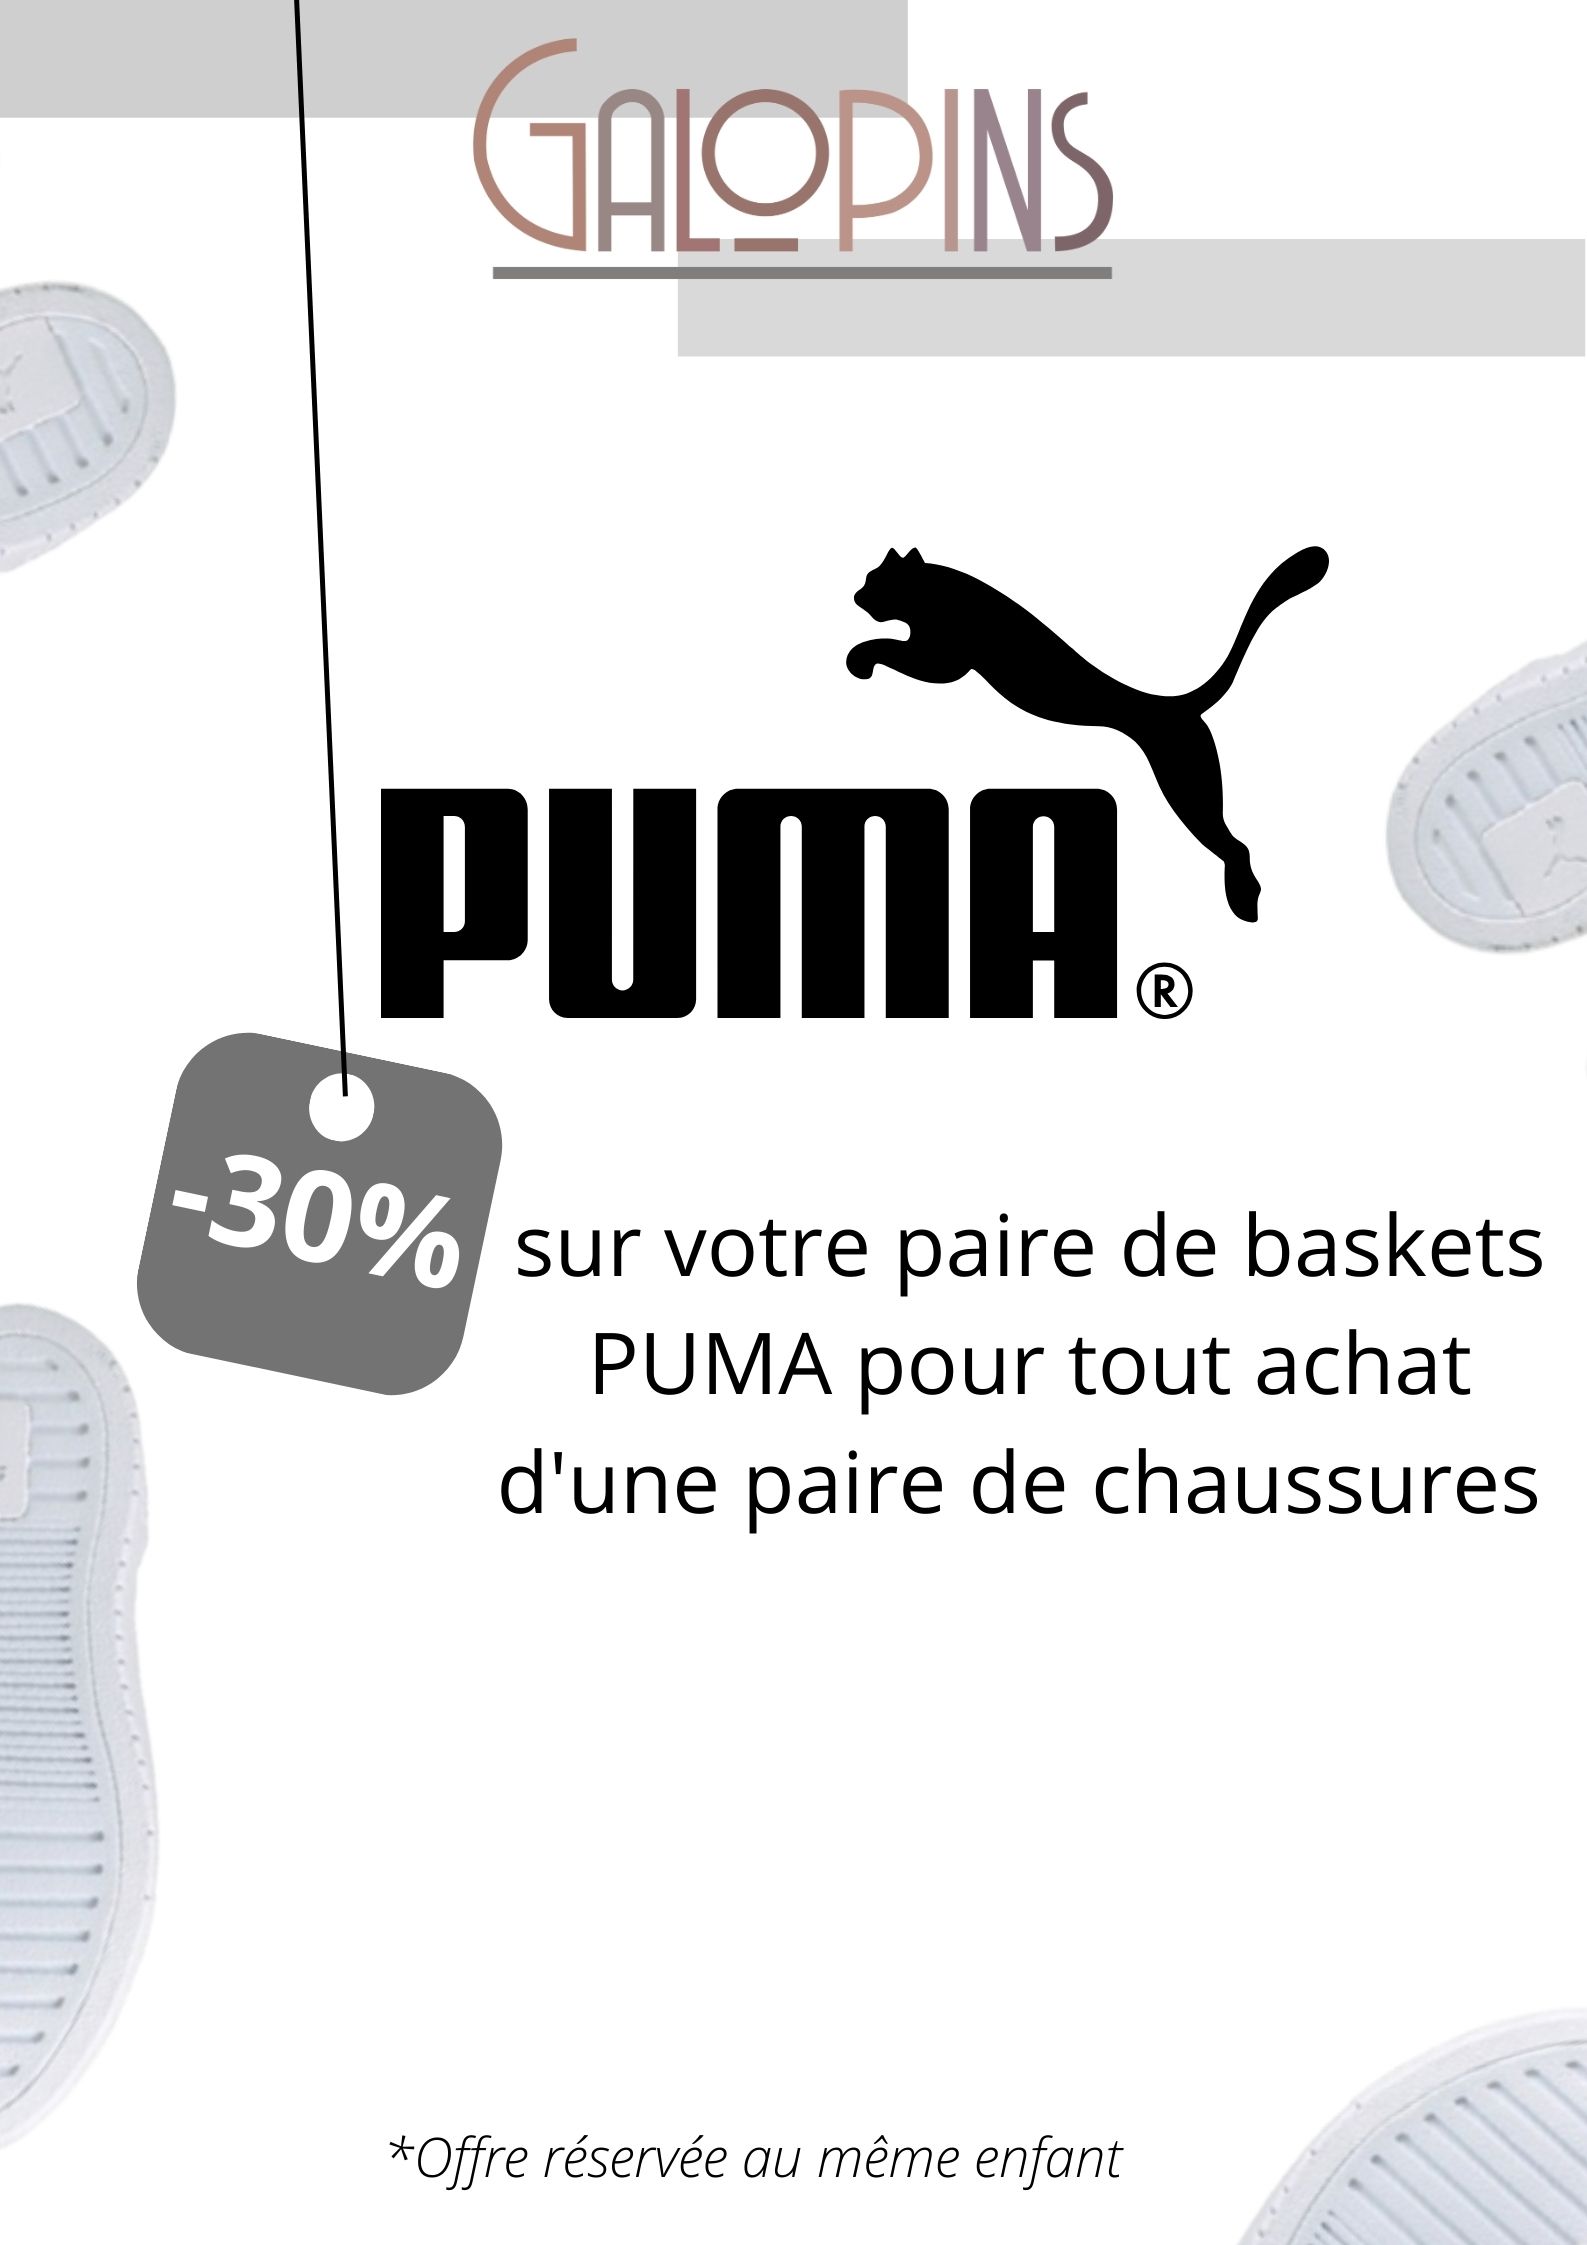 GALOPINS
PUMA®
-30%
sur votre paire de baskets
PUMA pour tout achat
d'une paire de chaussures
*Offre réservée au même enfant